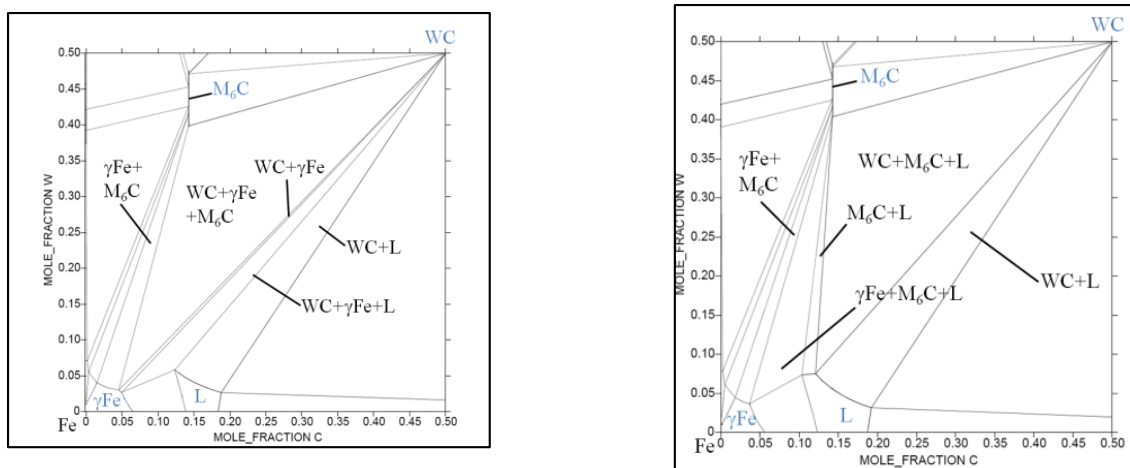 WC
0.50
0.45
M₆C
0.40
0.35
γFe+
M₆C
WC+γFe
WC+γFe
+M₆C
0.30
0.25
WC+L
0.20
WC+γFe+L
0.15
0.10
0.05
γFe
L
0
Fe
0 0.05 0.10 0.15 0.20 0.25 0.30 0.35 0.40 0.45 0.50
MOLE_FRACTION C
MOLE_FRACTION W
WC
0.50
0.45
M₆C
0.40
0.35
γFe+
M₆C
WC+M₆C+L
0.30
M₆C+L
0.25
0.20
WC+L
γFe+M₆C+L
0.15
0.10
0.05
γFe
L
0
Fe
0 0.05 0.10 0.15 0.20 0.25 0.30 0.35 0.40 0.45 0.50
MOLE_FRACTION C
MOLE_FRACTION W